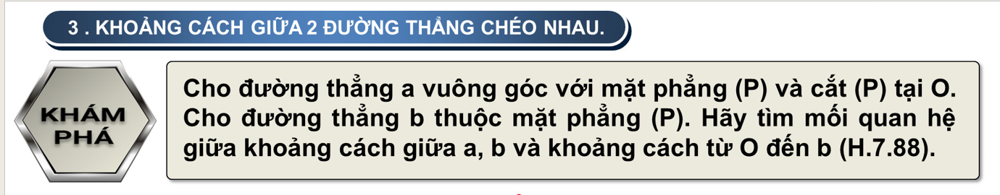 3 . KHOẢNG CÁCH GIỮA 2 ĐƯỜNG THẲNG CHÉO NHAU.
KHÁM
PHÁ
Cho đường thẳng a vuông góc với mặt phẳng (P) và cắt (P) tại O.
Cho đường thẳng b thuộc mặt phẳng (P). Hãy tìm mối quan hệ
giữa khoảng cách giữa a, b và khoảng cách từ O đến b (H.7.88).